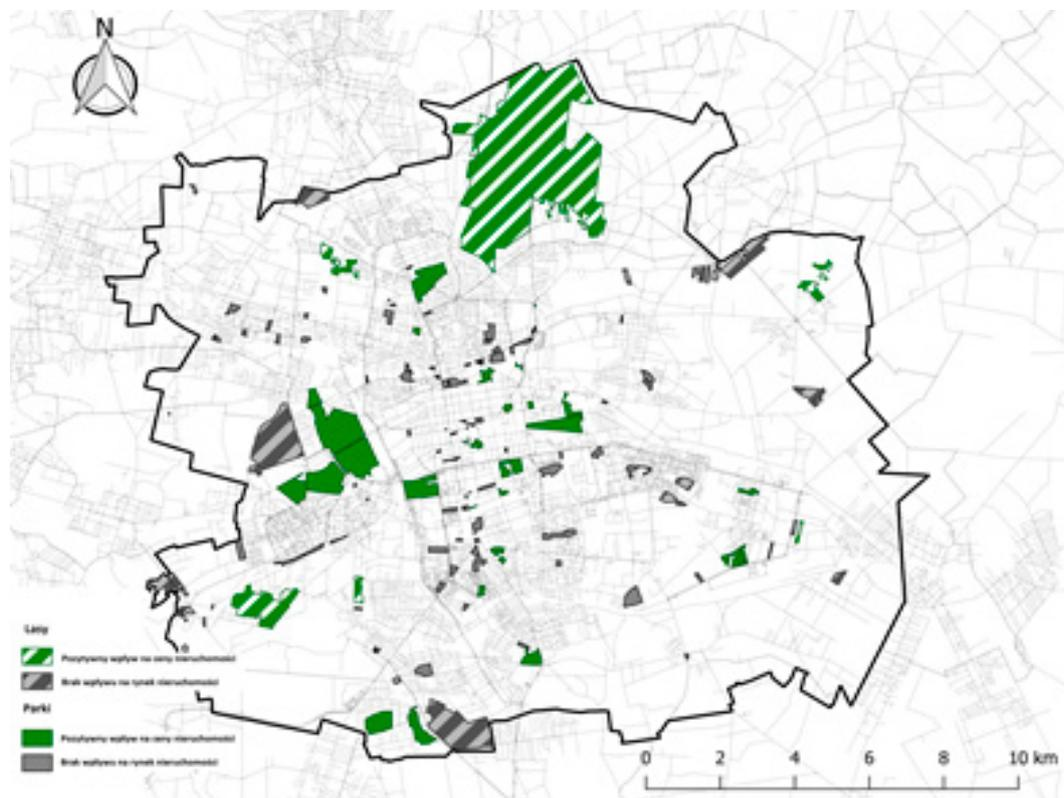 N
Lasy
Pozytywny wpływ na ceny nieruchomości
Brak wpływu na rynek nieruchomości
Parki
Pozytywny wpływ na ceny nieruchomości
Brak wpływu na rynek nieruchomości
0 2 4 6 8 10 km